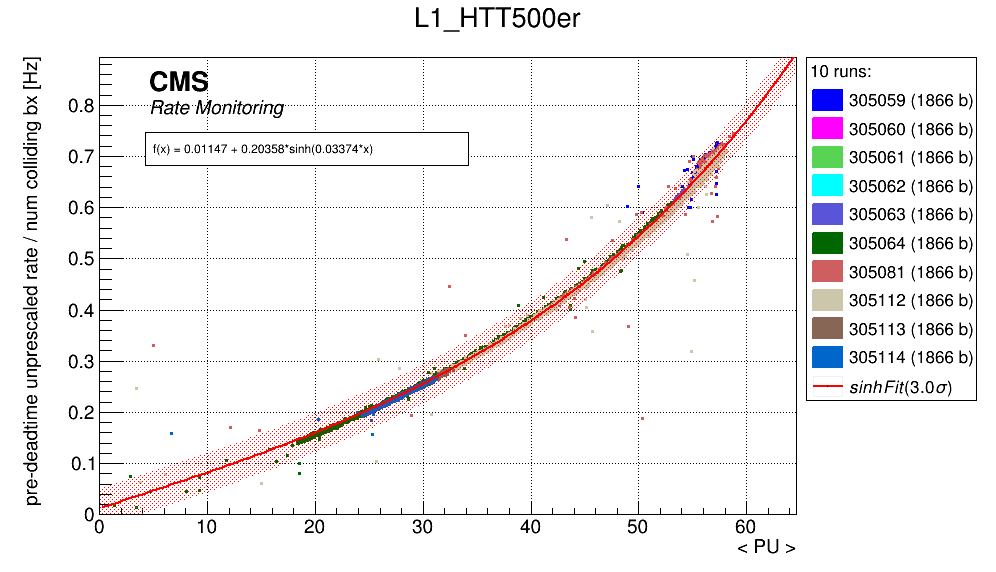 L1_HTT500er
pre-deadtime unprescaled rate / num colliding bx [Hz]
CMS
Rate Monitoring
f(x) = 0.01147 + 0.20358*sinh(0.03374*x)
0.8
0.7
0.6
0.5
0.4
0.3
0.2
0.1
0
0 10 20 30 40 50 60
< PU >
10 runs:
305059 (1866 b)
305060 (1866 b)
305061 (1866 b)
305062 (1866 b)
305063 (1866 b)
305064 (1866 b)
305081 (1866 b)
305112 (1866 b)
305113 (1866 b)
305114 (1866 b)
sinhFit(3.0σ)